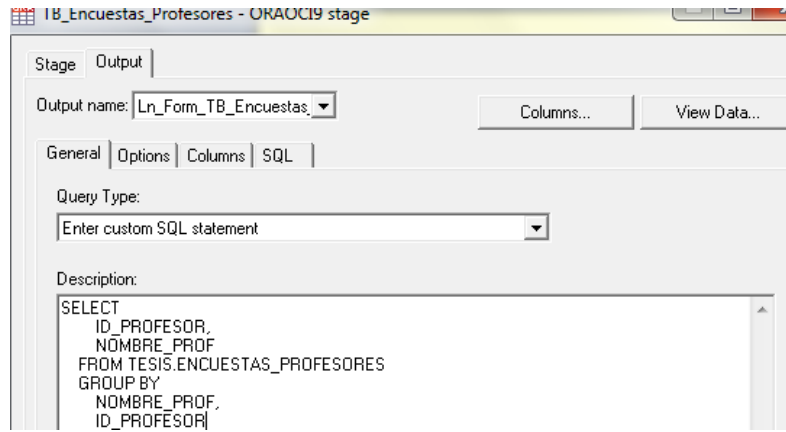 TB_Encuestas_Profesores - ORAOCI9 stage
Stage Output
Output name: Ln_Form_TB_Encuestas_ Columns... View Data...
General Options Columns SQL
Query Type:
Enter custom SQL statement
Description:
SELECT
ID_PROFESOR,
NOMBRE_PROF
FROM TESIS.ENCUESTAS_PROFESORES
GROUP BY
NOMBRE_PROF,
ID_PROFESOR